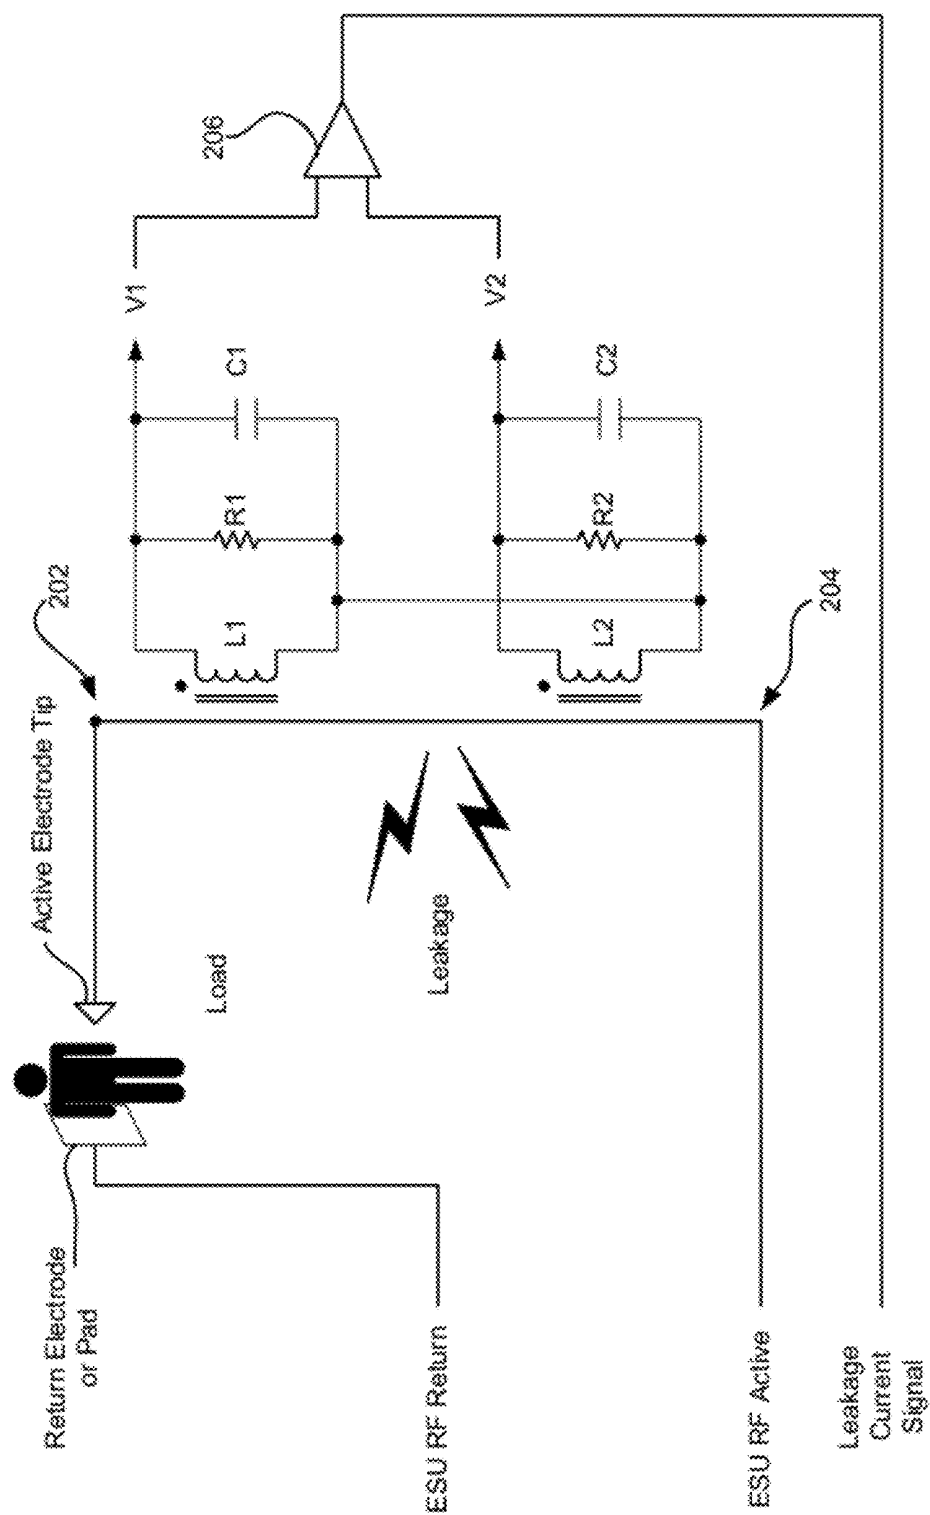 Return Electrode
or Pad
Active Electrode Tip
202
V1
206
Load
L1
R1
C1
ESU RF Return
Leakage
V2
L2
R2
C2
ESU RF Active
204
Leakage
Current
Signal